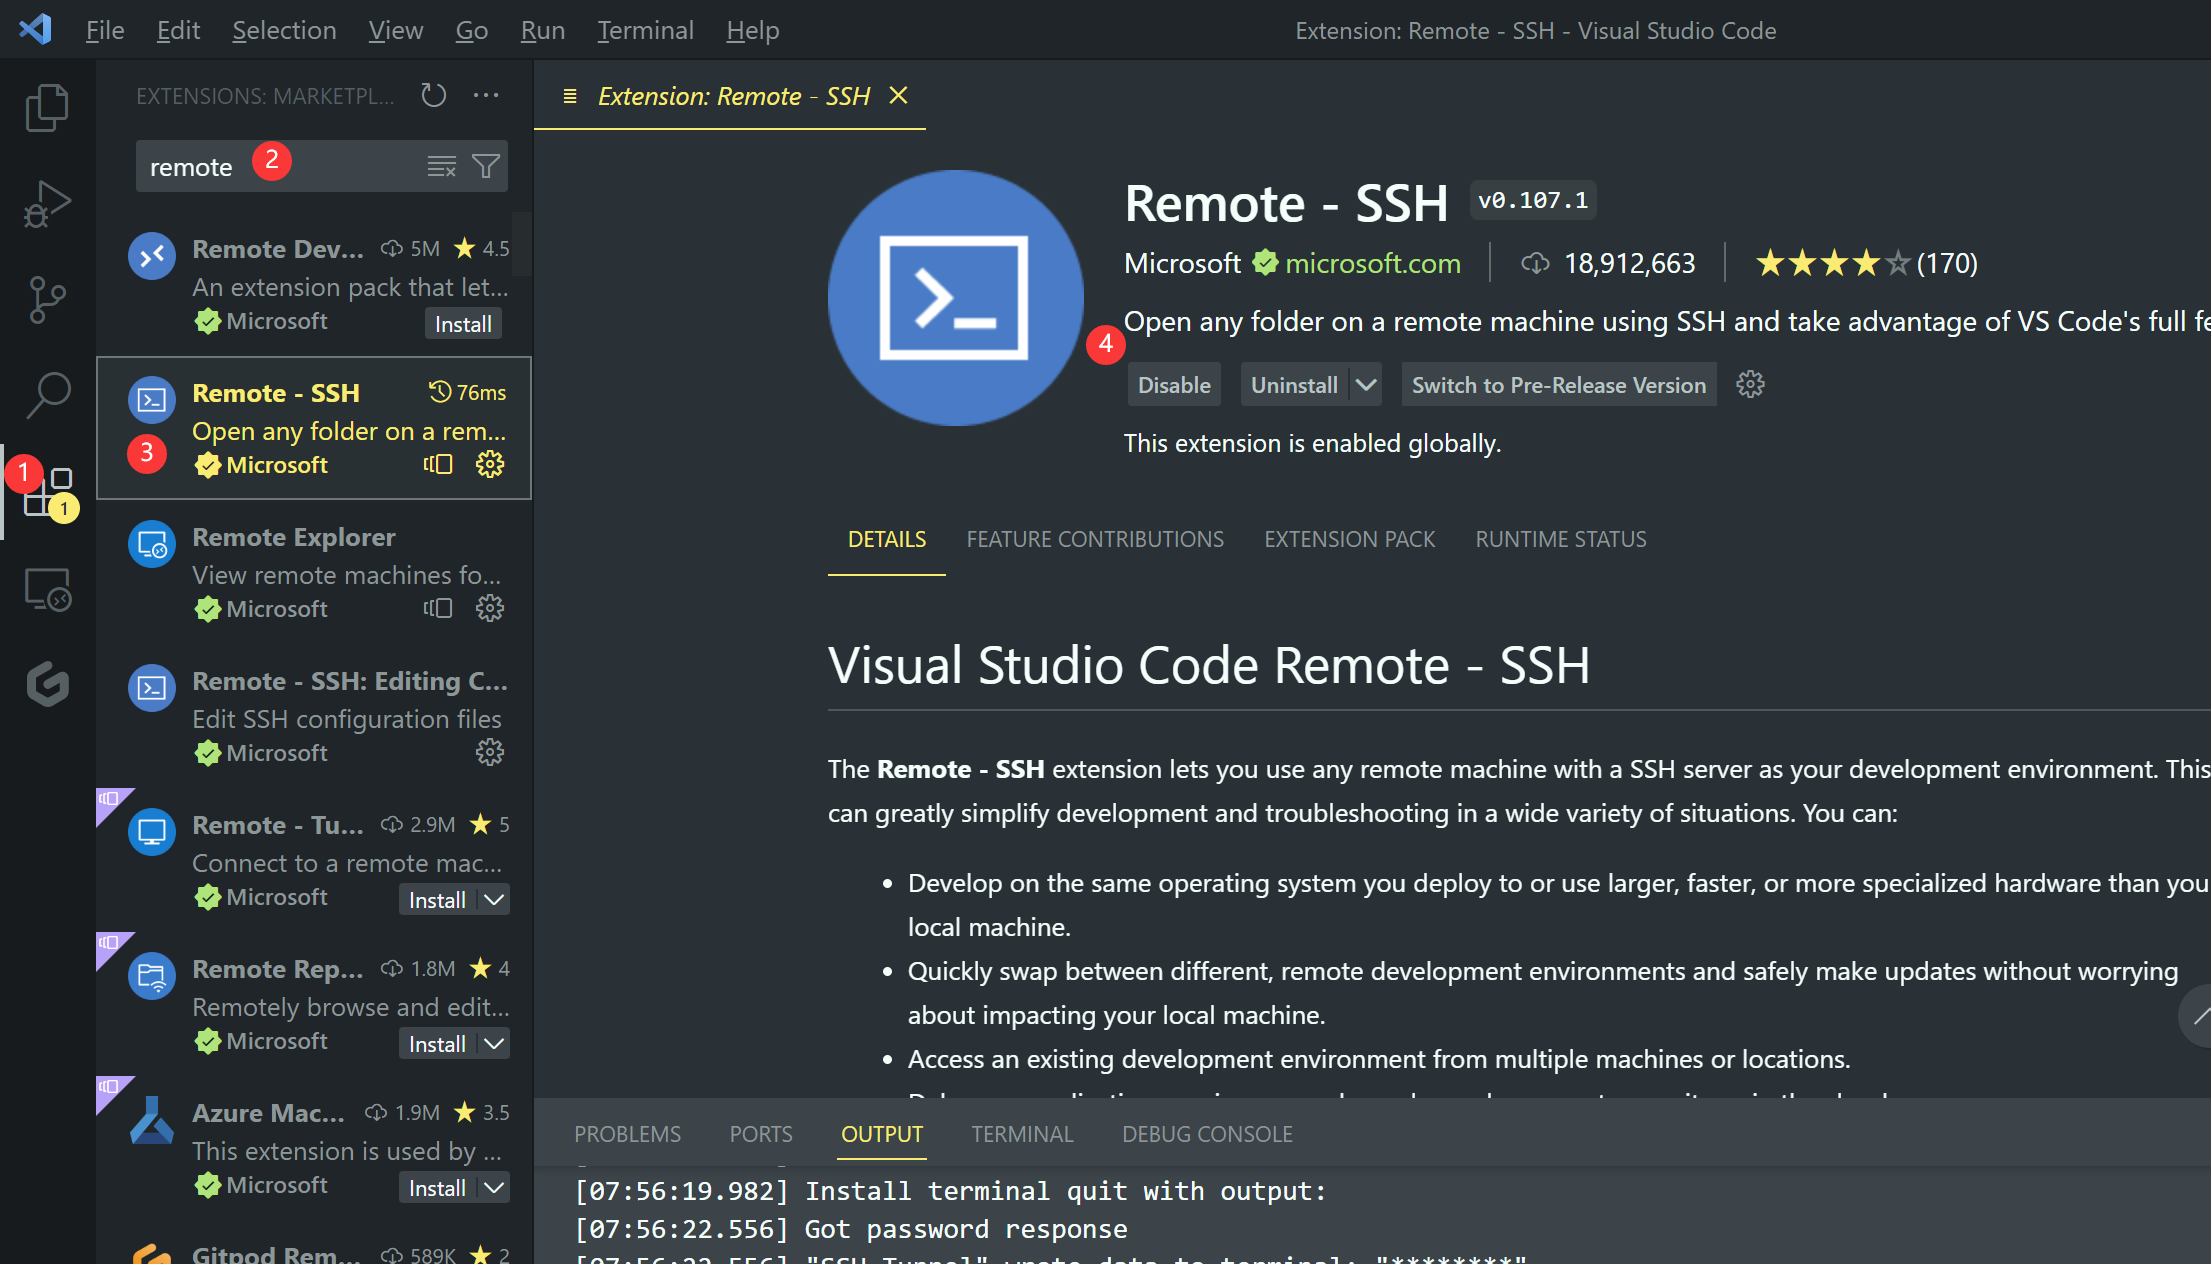 File Edit Selection View Go Run Terminal Help
Extension: Remote - SSH - Visual Studio Code
EXTENSIONS: MARKETPL...
remote 2
Remote Dev... 5M 4.5
An extension pack that let...
Microsoft Install
Remote - SSH 76ms
Open any folder on a rem...
3
Microsoft
1
1
Remote Explorer
View remote machines fo...
Microsoft
Remote - SSH: Editing C...
Edit SSH configuration files
Microsoft
Remote - Tu... 2.9M 5
Connect to a remote mac...
Microsoft Install
Remote Rep... 1.8M 4
Remotely browse and edit...
Microsoft Install
Azure Mac... 1.9M 3.5
This extension is used by ...
Microsoft Install
Gitpod Rem... 589K 2
Extension: Remote - SSH
Remote - SSH v0.107.1
Microsoft microsoft.com 18,912,663 (170)
Open any folder on a remote machine using SSH and take advantage of VS Code's full
4
Disable Uninstall Switch to Pre-Release Version
This extension is enabled globally.
DETAILS FEATURE CONTRIBUTIONS EXTENSION PACK RUNTIME STATUS
Visual Studio Code Remote - SSH
The Remote - SSH extension lets you use any remote machine with a SSH server as your development environment. This
can greatly simplify development and troubleshooting in a wide variety of situations. You can:
• Develop on the same operating system you deploy to or use larger, faster, or more specialized hardware than you
local machine.
• Quickly swap between different, remote development environments and safely make updates without worrying
about impacting your local machine.
• Access an existing development environment from multiple machines or locations.
PROBLEMS PORTS OUTPUT TERMINAL DEBUG CONSOLE
[07:56:19.982] Install terminal quit with output:
[07:56:22.556] Got password response
[07:56:22.556] "SSH Tunnel" wrote data to terminal: "********"